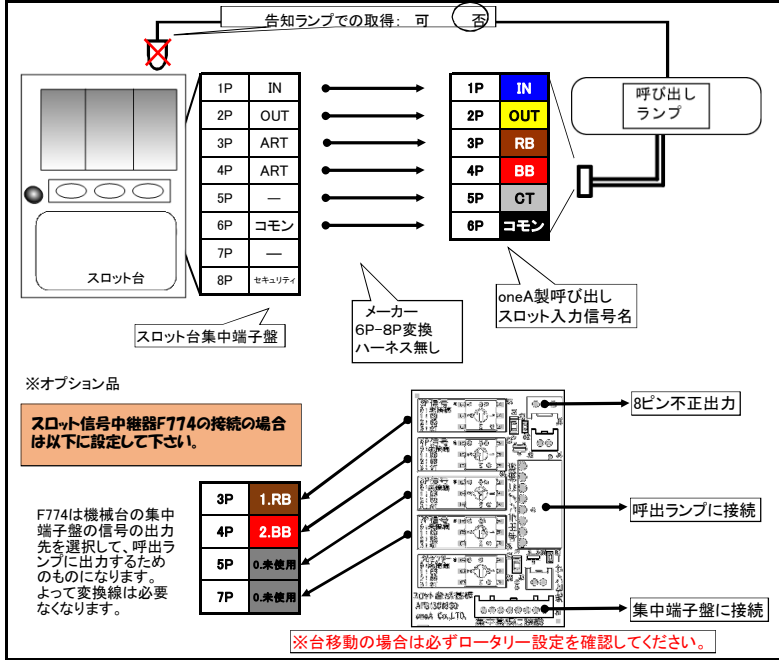 告知ランプでの取得: 可 否
1P IN
2P OUT
3P ART
4P ART
5P ―
6P コモン
7P ―
8P セキュリティ
1P IN
2P OUT
3P RB
4P BB
5P CT
6P コモン
呼び出し
ランプ
スロット台
スロット台集中端子盤
メーカー
6P-8P変換
ハーネス無し
oneA製呼び出し
スロット入力信号名
※オプション品
スロット信号中継器F774の接続の場合
は以下に設定して下さい。
F774は機械台の集中
端子盤の信号の出力
先を選択して、呼出ラ
ンプに出力するため
のものになります。
よって変換線は必要
なくなります。
3P 1.RB
4P 2.BB
5P 0.未使用
7P 0.未使用
8ピン不正出力
呼出ランプに接続
集中端子盤に接続
oneA Co.,LTD.
※台移動の場合は必ずロータリー設定を確認してください。